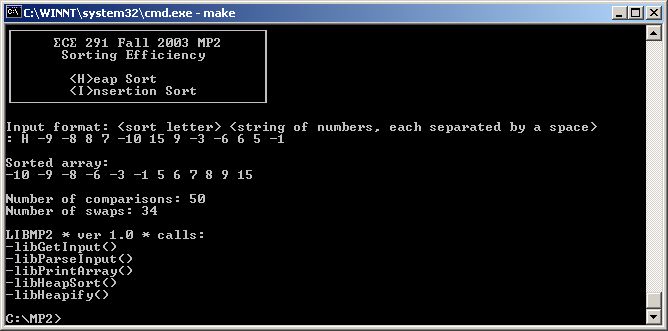 C:\WINNT\system32\cmd.exe - make
ΣCΣ 291 Fall 2003 MP2
Sorting Efficiency
<H>eap Sort
<I>nsertion Sort
Input format: <sort letter> <string of numbers, each separated by a space>
: H -9 -8 8 7 -10 15 9 -3 -6 6 5 -1
Sorted array:
-10 -9 -8 -6 -3 -1 5 6 7 8 9 15
Number of comparisons: 50
Number of swaps: 34
LIBMP2 * ver 1.0 * calls:
-libGetInput()
-libParseInput()
-libPrintArray()
-libHeapSort()
-libHeapify()
C:\MP2>